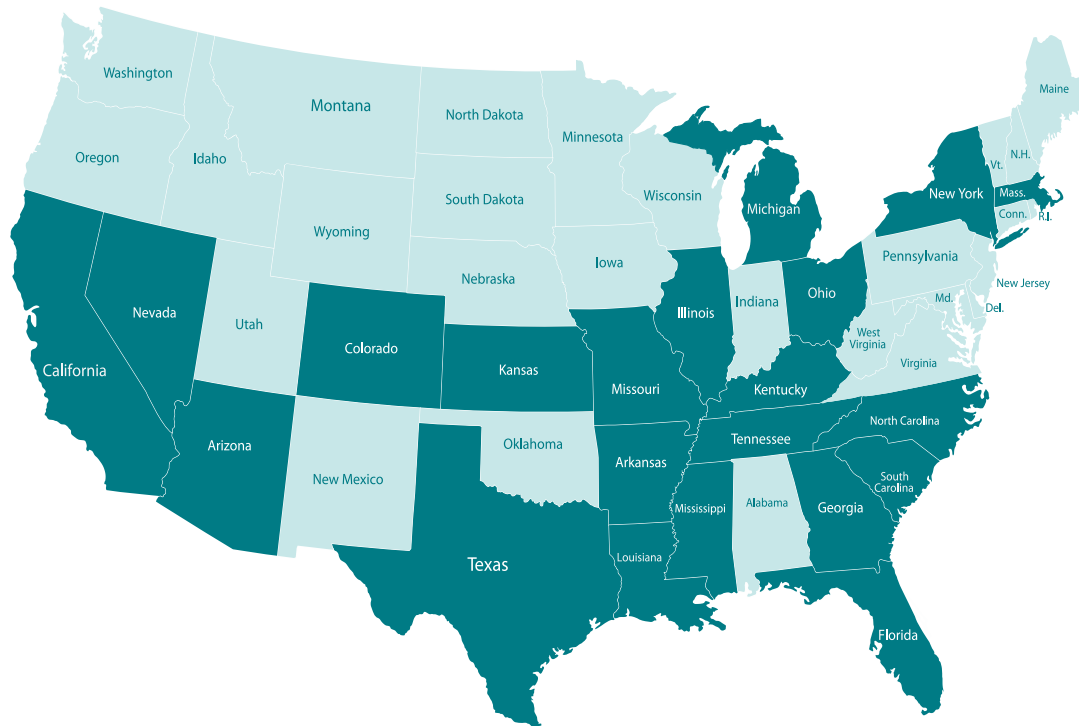 Washington
Maine
Montana
North Dakota
Minnesota
Oregon
Idaho
Vt.
N.H.
Wisconsin
New York
Mass.
South Dakota
Michigan
Conn.
R.I.
Wyoming
Pennsylvania
Iowa
Nebraska
New Jersey
Ohio
Indiana
Md.
Del.
Nevada
Illinois
Utah
West
Virginia
Colorado
Virginia
California
Kansas
Missouri
Kentucky
North Carolina
Tennessee
Arizona
Oklahoma
Arkansas
New Mexico
South
Carolina
Mississippi
Alabama
Georgia
Louisiana
Texas
Florida